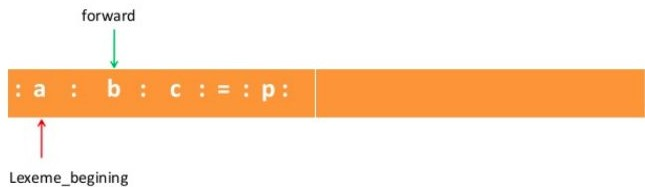 forward
: a : b : c : = : p :
Lexeme_begining